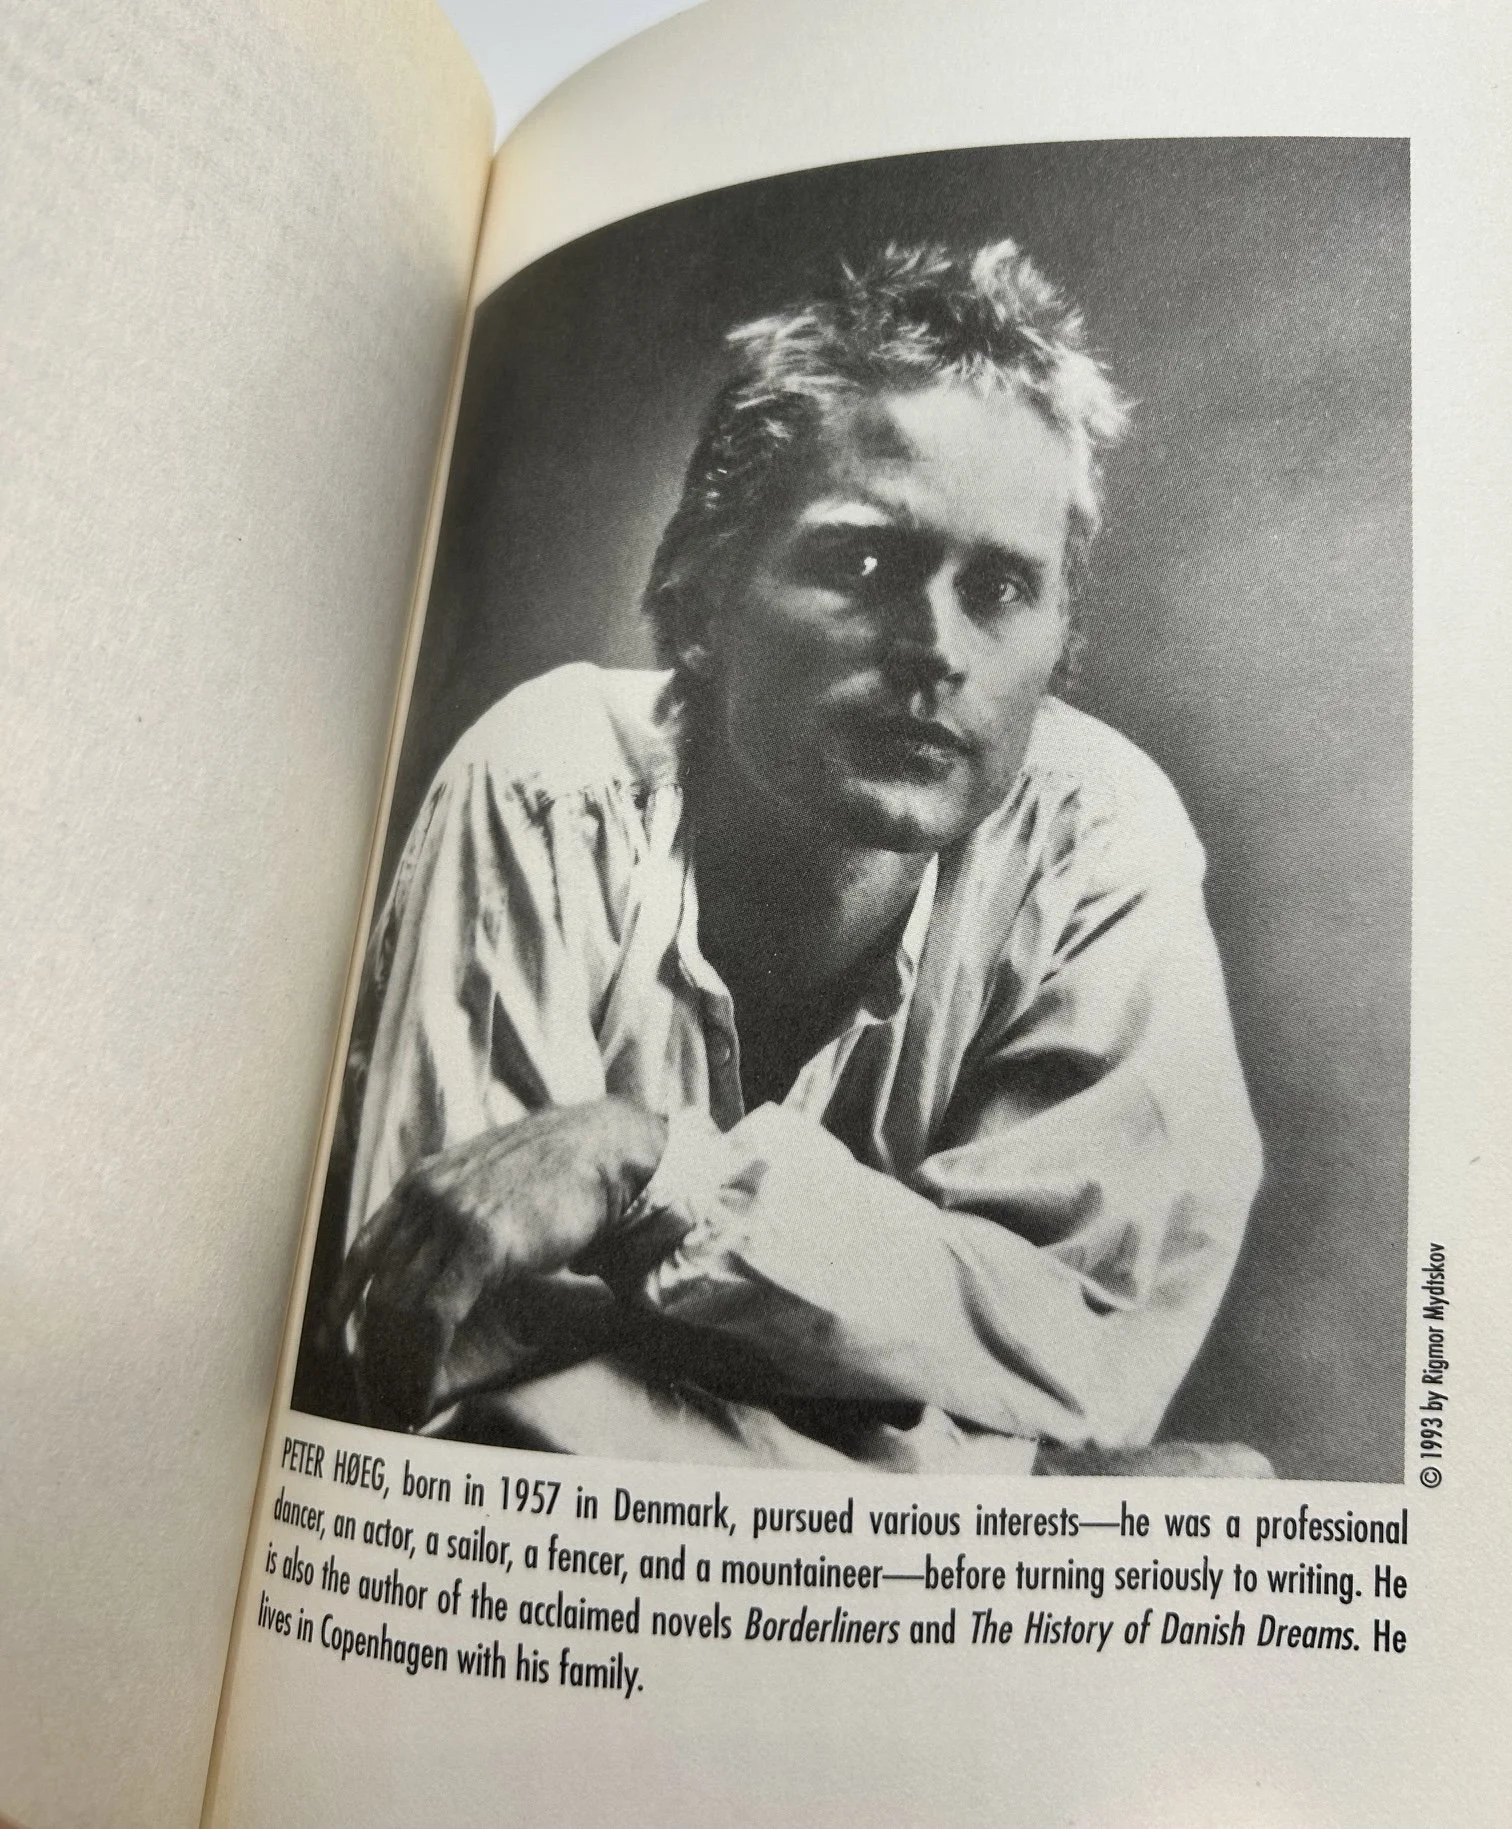 © 1993 by Rigmor Mydtskov
PETER HØEG, born in 1957 in Denmark, pursued various interests—he was a professional
dancer, an actor, a sailor, a fencer, and a mountaineer—before turning seriously to writing. He
is also the author of the acclaimed novels Borderliners and The History of Danish Dreams. He
lives in Copenhagen with his family.